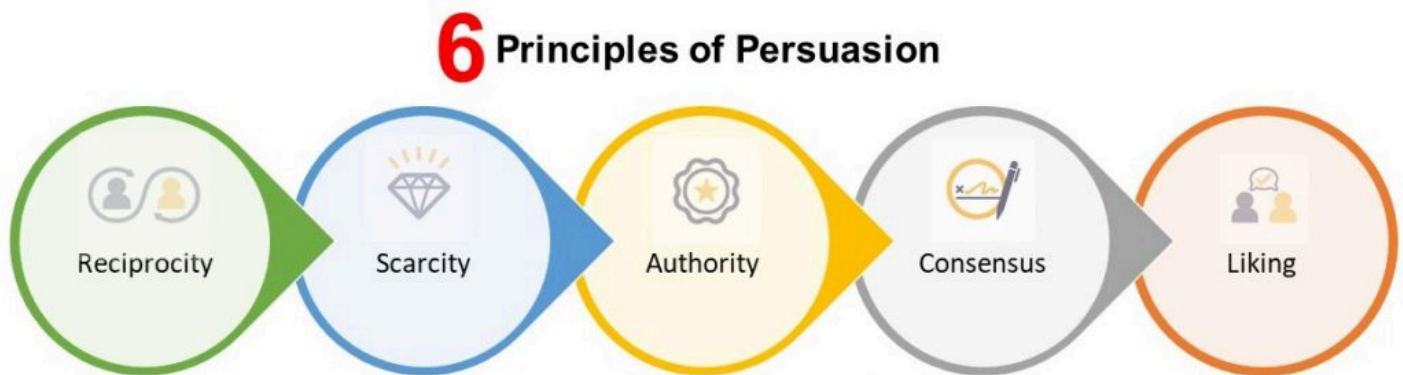 6 Principles of Persuasion
Reciprocity
Scarcity
Authority
Consensus
Liking